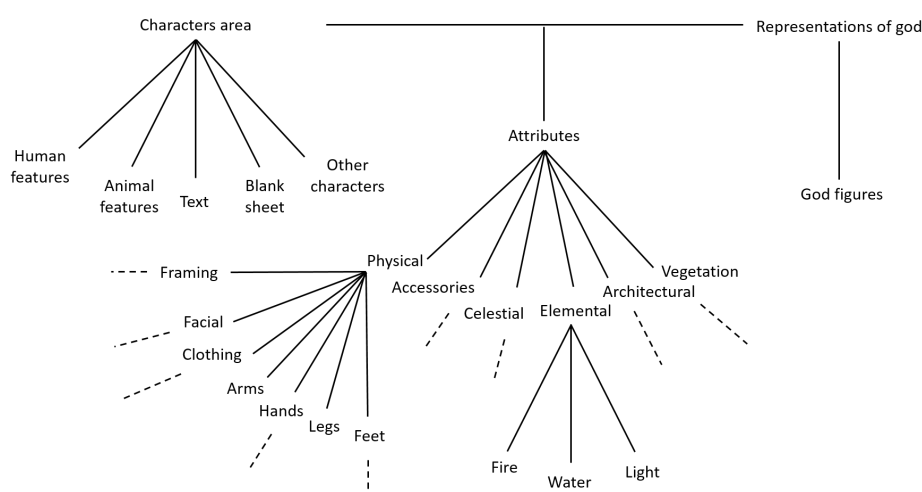 Characters area
Representations of god
Attributes
Human
features
Animal
features
Text
Blank
sheet
Other
characters
God figures
Physical
Accessories
Celestial
Elemental
Architectural
Vegetation
Framing
Facial
Clothing
Arms
Hands
Legs
Feet
Fire
Water
Light